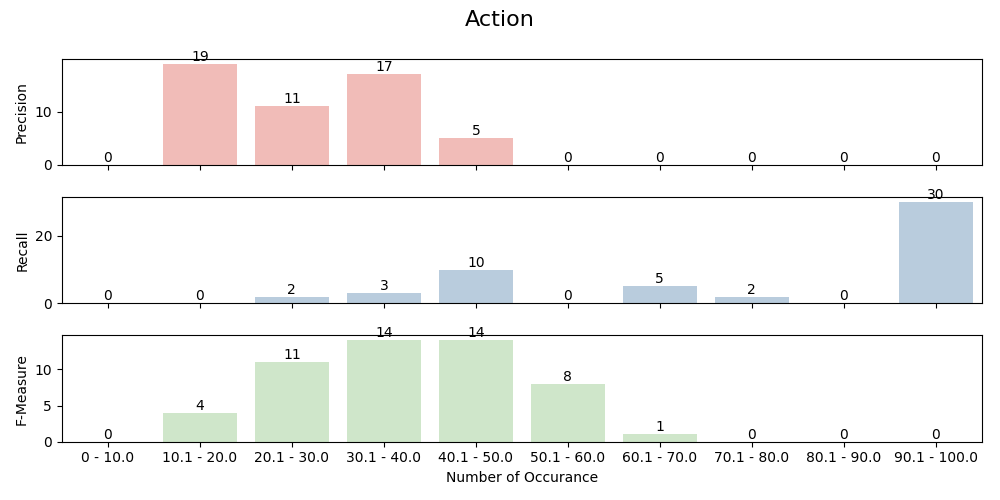 Action
Precision
10
0
0 19 11 17 5 0 0 0 0 0
Recall
20
0
0 0 2 3 10 0 5 2 0 30
F-Measure
10
5
0
0 4 11 14 14 8 1 0 0 0
0 - 10.0 10.1 - 20.0 20.1 - 30.0 30.1 - 40.0 40.1 - 50.0 50.1 - 60.0 60.1 - 70.0 70.1 - 80.0 80.1 - 90.0 90.1 - 100.0
Number of Occurance